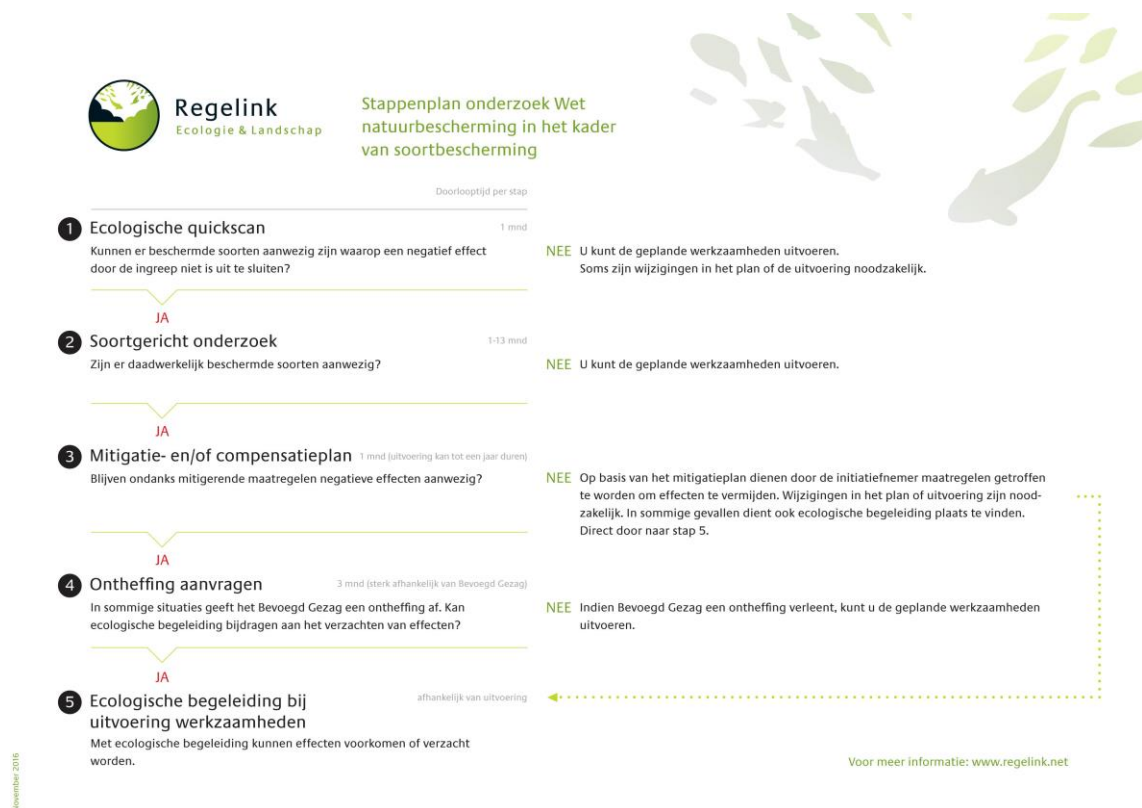 Regelink
Ecologie & Landschap
Stappenplan onderzoek Wet
natuurbescherming in het kader
van soortbescherming
Doorlooptijd per stap
1 Ecologische quickscan 1 mnd
Kunnen er beschermde soorten aanwezig zijn waarop een negatief effect
door de ingreep niet is uit te sluiten?
NEE U kunt de geplande werkzaamheden uitvoeren.
Soms zijn wijzigingen in het plan of de uitvoering noodzakelijk.
JA
2 Soortgericht onderzoek 1-13 mnd
Zijn er daadwerkelijk beschermde soorten aanwezig?
NEE U kunt de geplande werkzaamheden uitvoeren.
JA
3 Mitigatie- en/of compensatieplan 1 mnd (uitvoering kan tot een jaar duren)
Blijven ondanks mitigerende maatregelen negatieve effecten aanwezig?
NEE Op basis van het mitigatieplan dienen door de initiatiefnemer maatregelen getroffen
te worden om effecten te vermijden. Wijzigingen in het plan of uitvoering zijn nood-
zakelijk. In sommige gevallen dient ook ecologische begeleiding plaats te vinden.
Direct door naar stap 5.
JA
4 Ontheffing aanvragen 3 mnd (sterk afhankelijk van Bevoegd Gezag)
In sommige situaties geeft het Bevoegd Gezag een ontheffing af. Kan
ecologische begeleiding bijdragen aan het verzachten van effecten?
NEE Indien Bevoegd Gezag een ontheffing verleent, kunt u de geplande werkzaamheden
uitvoeren.
JA
5 Ecologische begeleiding bij afhankelijk van uitvoering
uitvoering werkzaamheden
Met ecologische begeleiding kunnen effecten voorkomen of verzacht
worden.
Voor meer informatie: www.regelink.net
November 2016